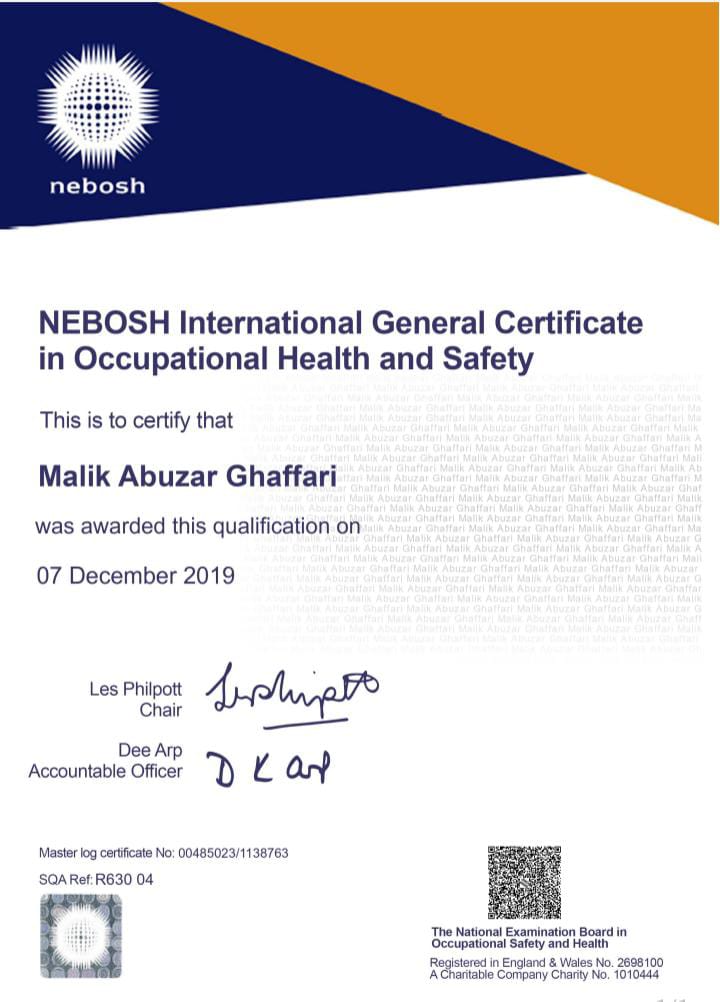 nebosh
NEBOSH International General Certificate
in Occupational Health and Safety
This is to certify that
Malik Abuzar Ghaffari
was awarded this qualification on
07 December 2019
Les Philpott
Chair
Dee Arp
Accountable Officer
D K Arp
Master log certificate No: 00485023/1138763
SQA Ref: R630 04
The National Examination Board in
Occupational Safety and Health
Registered in England & Wales No. 2698100
A Charitable Company Charity No. 1010444